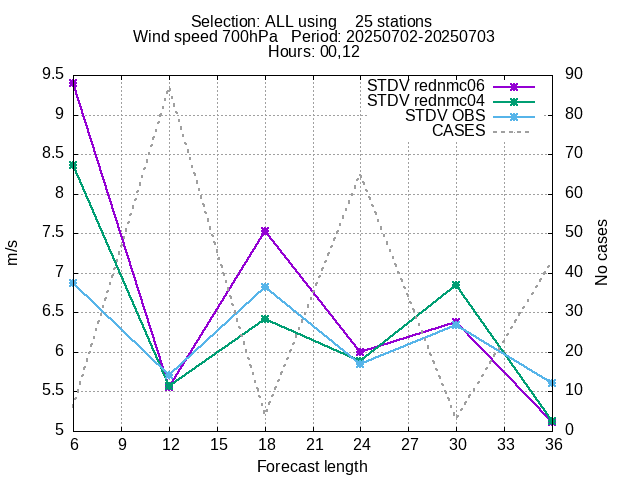 Selection: ALL using    25 stations
Wind speed 700hPa   Period: 20250702-20250703
Hours: 00,12
STDV rednmc06
STDV rednmc04
STDV OBS
CASES
9.5
9
8.5
8
7.5
7
6.5
6
5.5
5
m/s
90
80
70
60
50
40
30
20
10
0
No cases
6 9 12 15 18 21 24 27 30 33 36
Forecast length